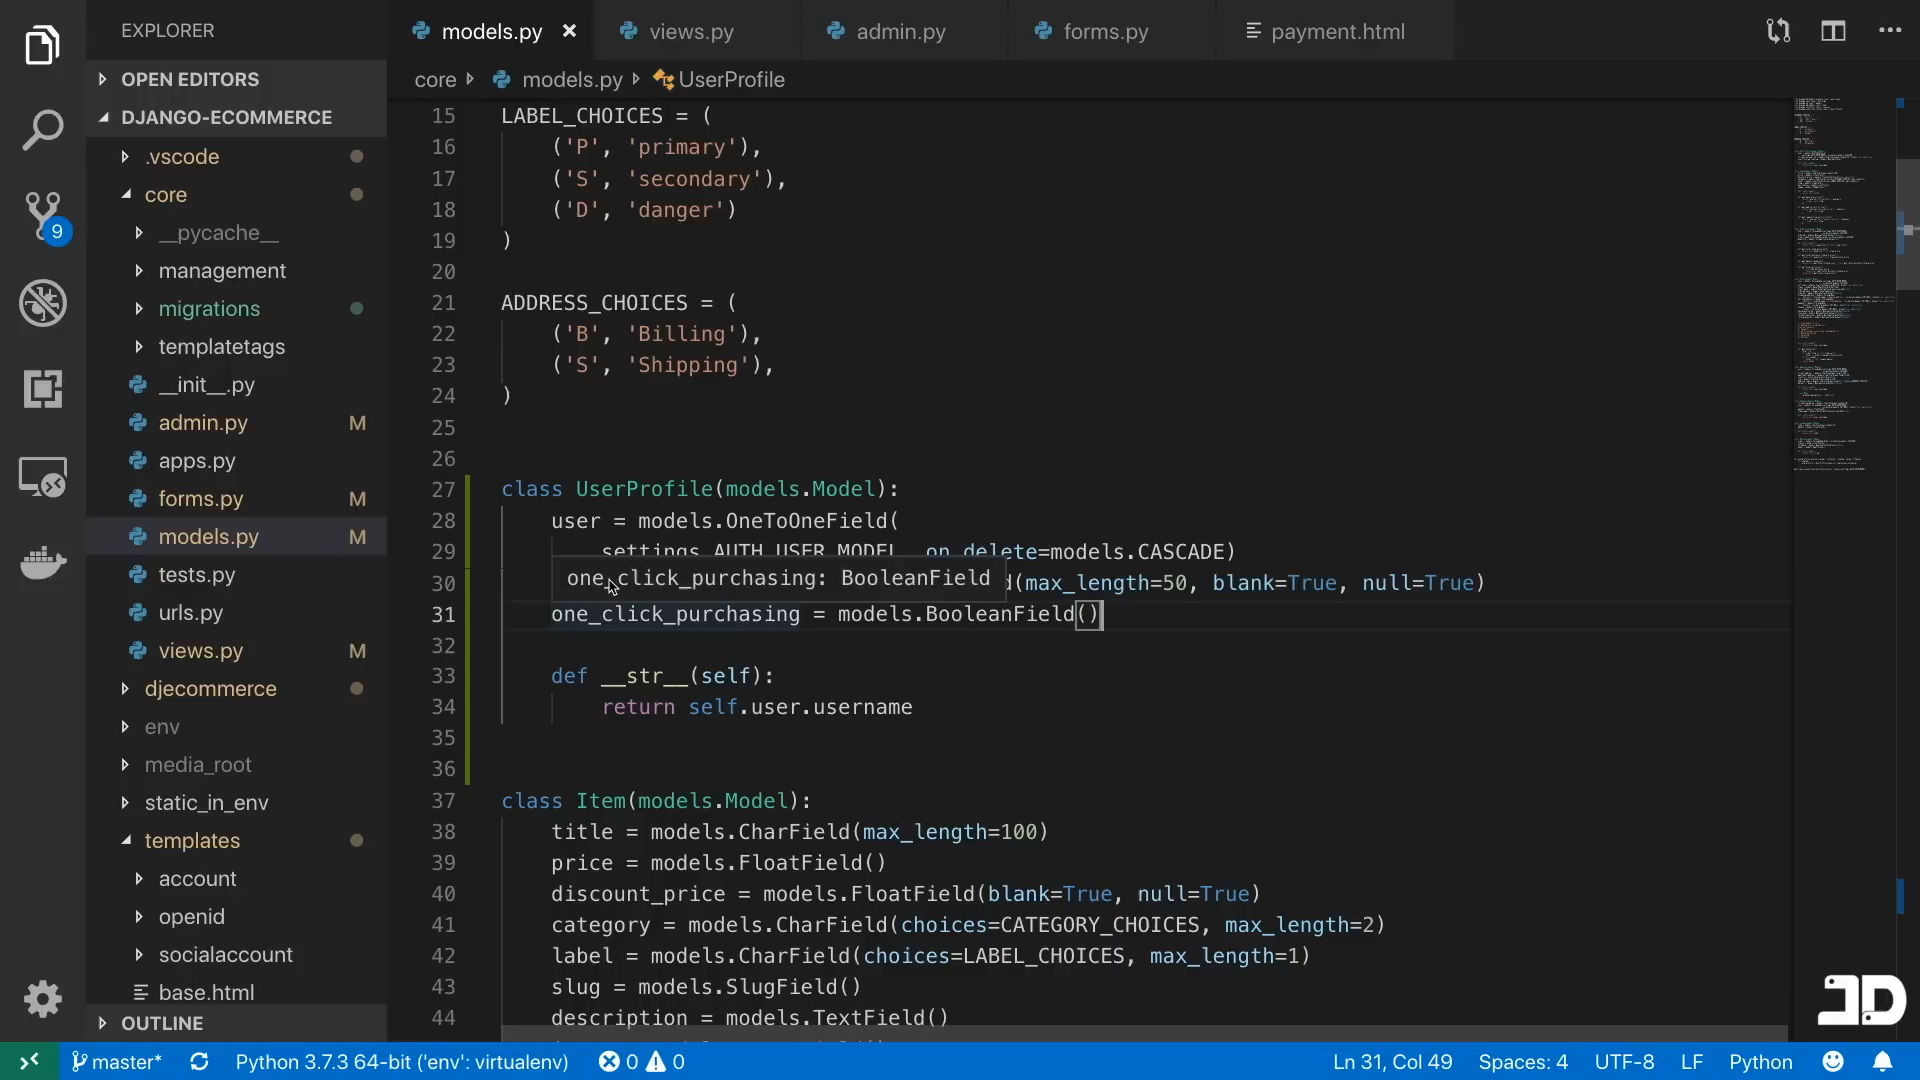 EXPLORER
OPEN EDITORS
DJANGO-ECOMMERCE
.vscode
core
__pycache__
management
migrations
templatetags
__init__.py
admin.py M
apps.py
forms.py M
models.py M
tests.py
urls.py
views.py M
djecommerce
env
media_root
static_in_env
templates
account
openid
socialaccount
base.html
OUTLINE
9
models.py
views.py
admin.py
forms.py
payment.html
core models.py UserProfile
15 LABEL_CHOICES = (
16 ('P', 'primary'),
17 ('S', 'secondary'),
18 ('D', 'danger')
19 )
20
21 ADDRESS_CHOICES = (
22 ('B', 'Billing'),
23 ('S', 'Shipping'),
24 )
25
26
27 class UserProfile(models.Model):
28 user = models.OneToOneField(
29 settings.AUTH_USER_MODEL, on_delete=models.CASCADE)
one_click_purchasing: BooleanField
30 d(max_length=50, blank=True, null=True)
31 one_click_purchasing = models.BooleanField()
32
33 def __str__(self):
34 return self.user.username
35
36
37 class Item(models.Model):
38 title = models.CharField(max_length=100)
39 price = models.FloatField()
40 discount_price = models.FloatField(blank=True, null=True)
41 category = models.CharField(choices=CATEGORY_CHOICES, max_length=2)
42 label = models.CharField(choices=LABEL_CHOICES, max_length=1)
43 slug = models.SlugField()
44 description = models.TextField()
JD
master* Python 3.7.3 64-bit ('env': virtualenv) 0 0 Ln 31, Col 49 Spaces: 4 UTF-8 LF Python